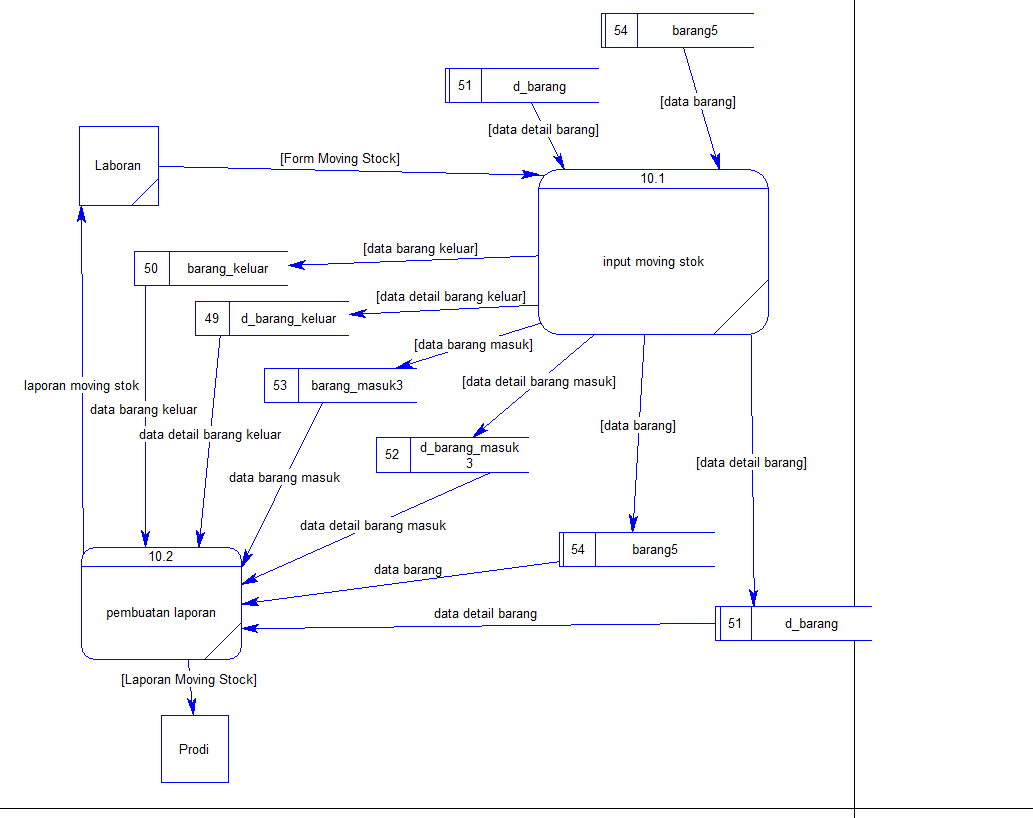 54 barang5
51 d_barang
[data barang]
[data detail barang]
[Form Moving Stock]
Laboran
10.1
input moving stok
[data barang keluar]
50 barang_keluar
[data detail barang keluar]
49 d_barang_keluar
[data barang masuk]
53 barang_masuk3
[data detail barang masuk]
laporan moving stok
data barang keluar
[data barang]
data detail barang keluar
52 d_barang_masuk
3
[data detail barang]
data barang masuk
data detail barang masuk
54 barang5
10.2
data barang
pembuatan laporan
data detail barang
51 d_barang
[Laporan Moving Stock]
Prodi